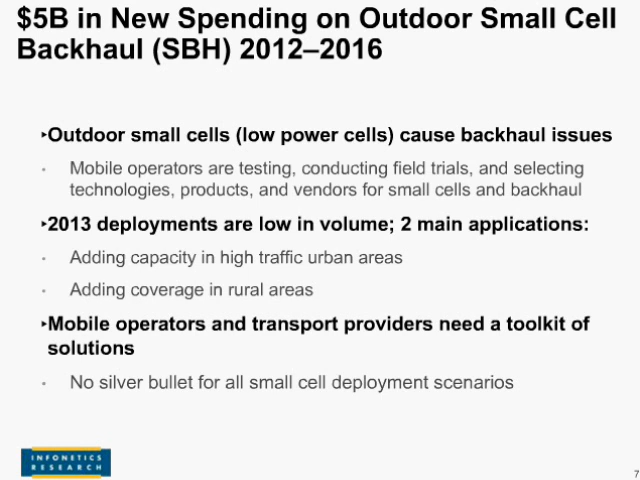 $5B in New Spending on Outdoor Small Cell
Backhaul (SBH) 2012–2016
‣Outdoor small cells (low power cells) cause backhaul issues
• Mobile operators are testing, conducting field trials, and selecting
technologies, products, and vendors for small cells and backhaul
‣2013 deployments are low in volume; 2 main applications:
• Adding capacity in high traffic urban areas
• Adding coverage in rural areas
‣Mobile operators and transport providers need a toolkit of
solutions
• No silver bullet for all small cell deployment scenarios
INFONETICS
RESEARCH
7